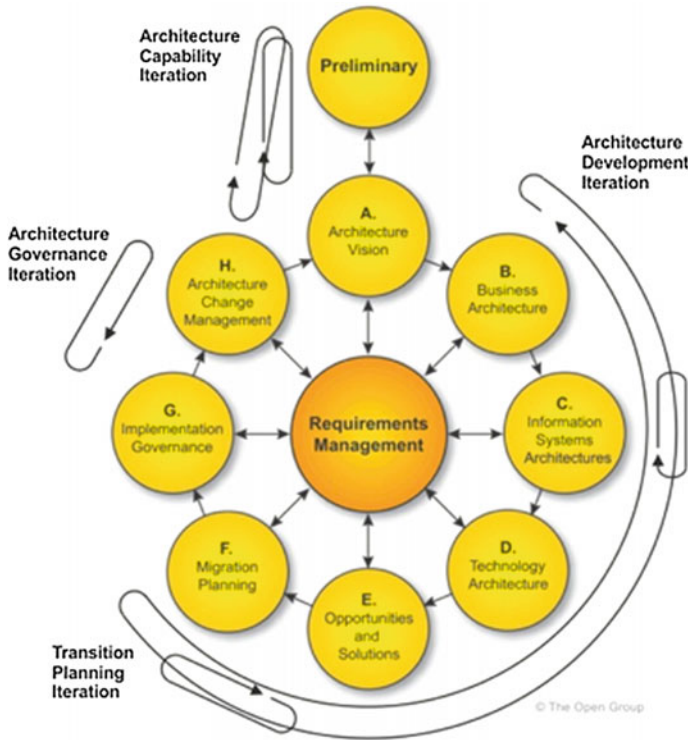 Architecture
Capability
Iteration
Preliminary
Architecture
Development
Iteration
A.
Architecture
Vision
Architecture
Governance
Iteration
H.
Architecture
Change
Management
B.
Business
Architecture
G.
Implementation
Governance
Requirements
Management
C.
Information
Systems
Architectures
F.
Migration
Planning
D.
Technology
Architecture
E.
Opportunities
and
Solutions
Transition
Planning
Iteration
© The Open Group